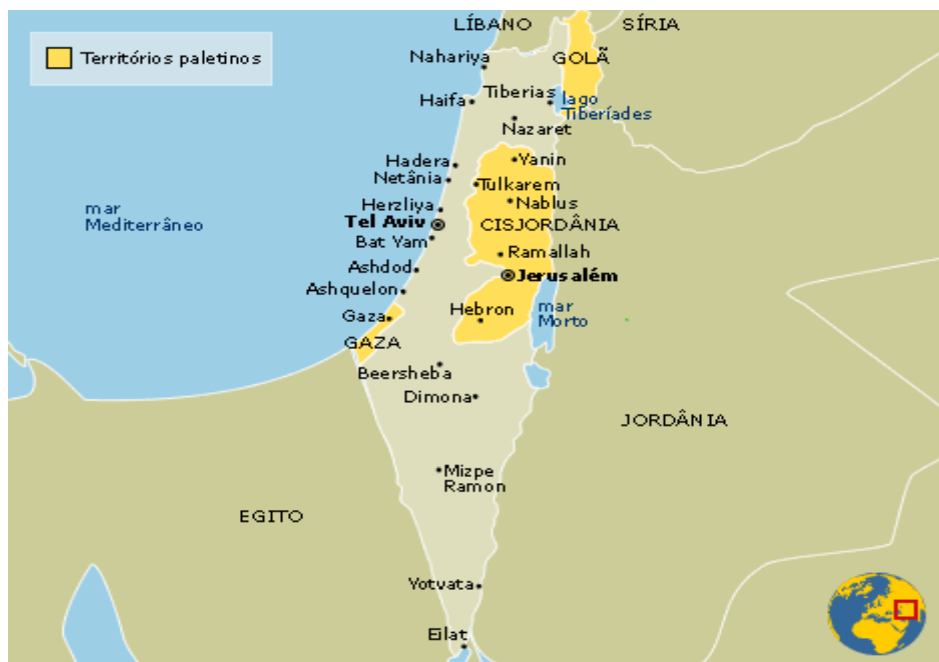 LÍBANO
SÍRIA
Territórios paletinos
Nahariya
GOLÃ
Tiberias
lago
Tiberíades
Haifa
Nazaret
Hadera
Yanin
Netânia
Tulkarem
Herzliya
Nablus
mar
Mediterrâneo
Tel Aviv
CISJORDÂNIA
Bat Yam
Ramallah
Ashdod
Jerusalém
Ashquelon
Gaza
Hebron
mar
Morto
GAZA
Beersheba
Dimona
JORDÂNIA
Mizpe
Ramon
EGITO
Yotvata
Eilat